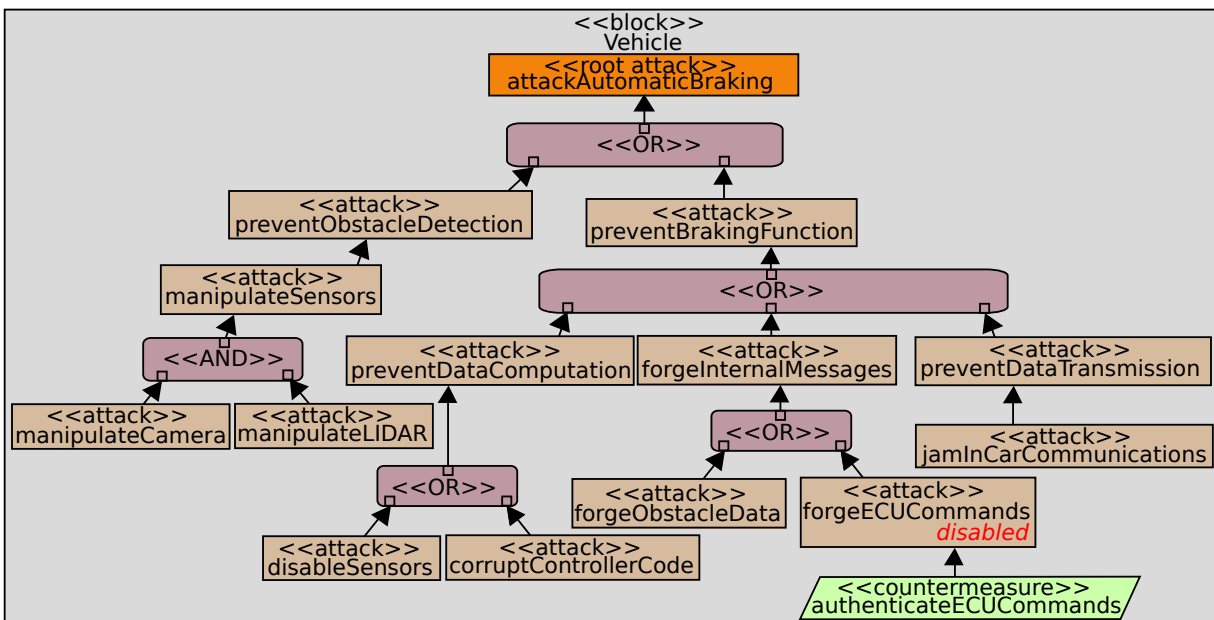 <<block>>
Vehicle
<<root attack>>
attackAutomaticBraking
<<OR>>
<<attack>>
preventObstacleDetection
<<attack>>
preventBrakingFunction
<<attack>>
manipulateSensors
<<OR>>
<<AND>>
<<attack>>
preventDataComputation
<<attack>>
forgeInternalMessages
<<attack>>
preventDataTransmission
<<attack>>
manipulateCamera
<<attack>>
manipulateLIDAR
<<OR>>
<<attack>>
jamInCarCommunications
<<OR>>
<<attack>>
forgeObstacleData
<<attack>>
forgeECUCommands
disabled
<<attack>>
disableSensors
<<attack>>
corruptControllerCode
<<countermeasure>>
authenticateECUCommands